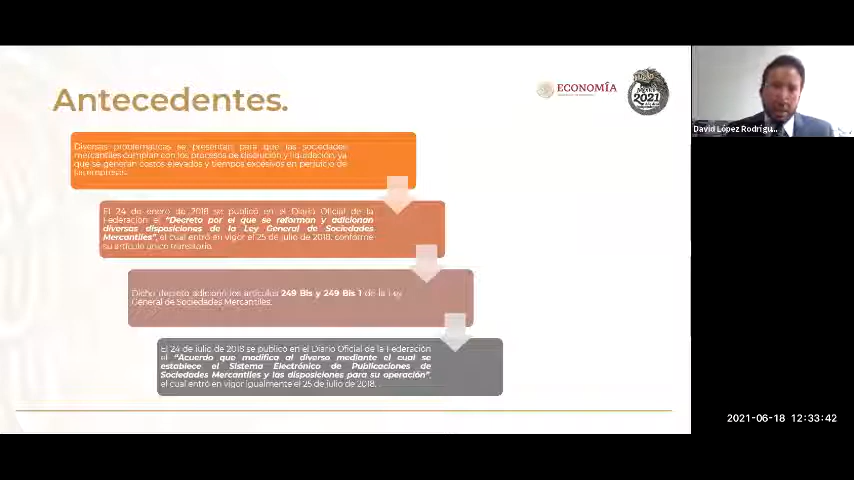 Antecedentes.
ECONOMÍA
México
2021
David López Rodrígu...
Diversas problemáticas se presentan para que las sociedades
mercantiles cumplan con los procesos de disolución y liquidación, ya
que se generan costos elevados y tiempos excesivos en perjuicio de
las empresas.
El 24 de enero de 2018 se publicó en el Diario Oficial de la
Federación el “Decreto por el que se reforman y adicionan
diversas disposiciones de la Ley General de Sociedades
Mercantiles”, el cual entró en vigor el 25 de julio de 2018, conforme
su artículo único transitorio.
Dicho decreto adicionó los artículos 249 Bis y 249 Bis 1 de la Ley
General de Sociedades Mercantiles.
El 24 de julio de 2018 se publicó en el Diario Oficial de la Federación
el “Acuerdo que modifica al diverso mediante el cual se
establece el Sistema Electrónico de Publicaciones de
Sociedades Mercantiles y las disposiciones para su operación”,
el cual entró en vigor igualmente el 25 de julio de 2018.
2021-06-18 12:33:42